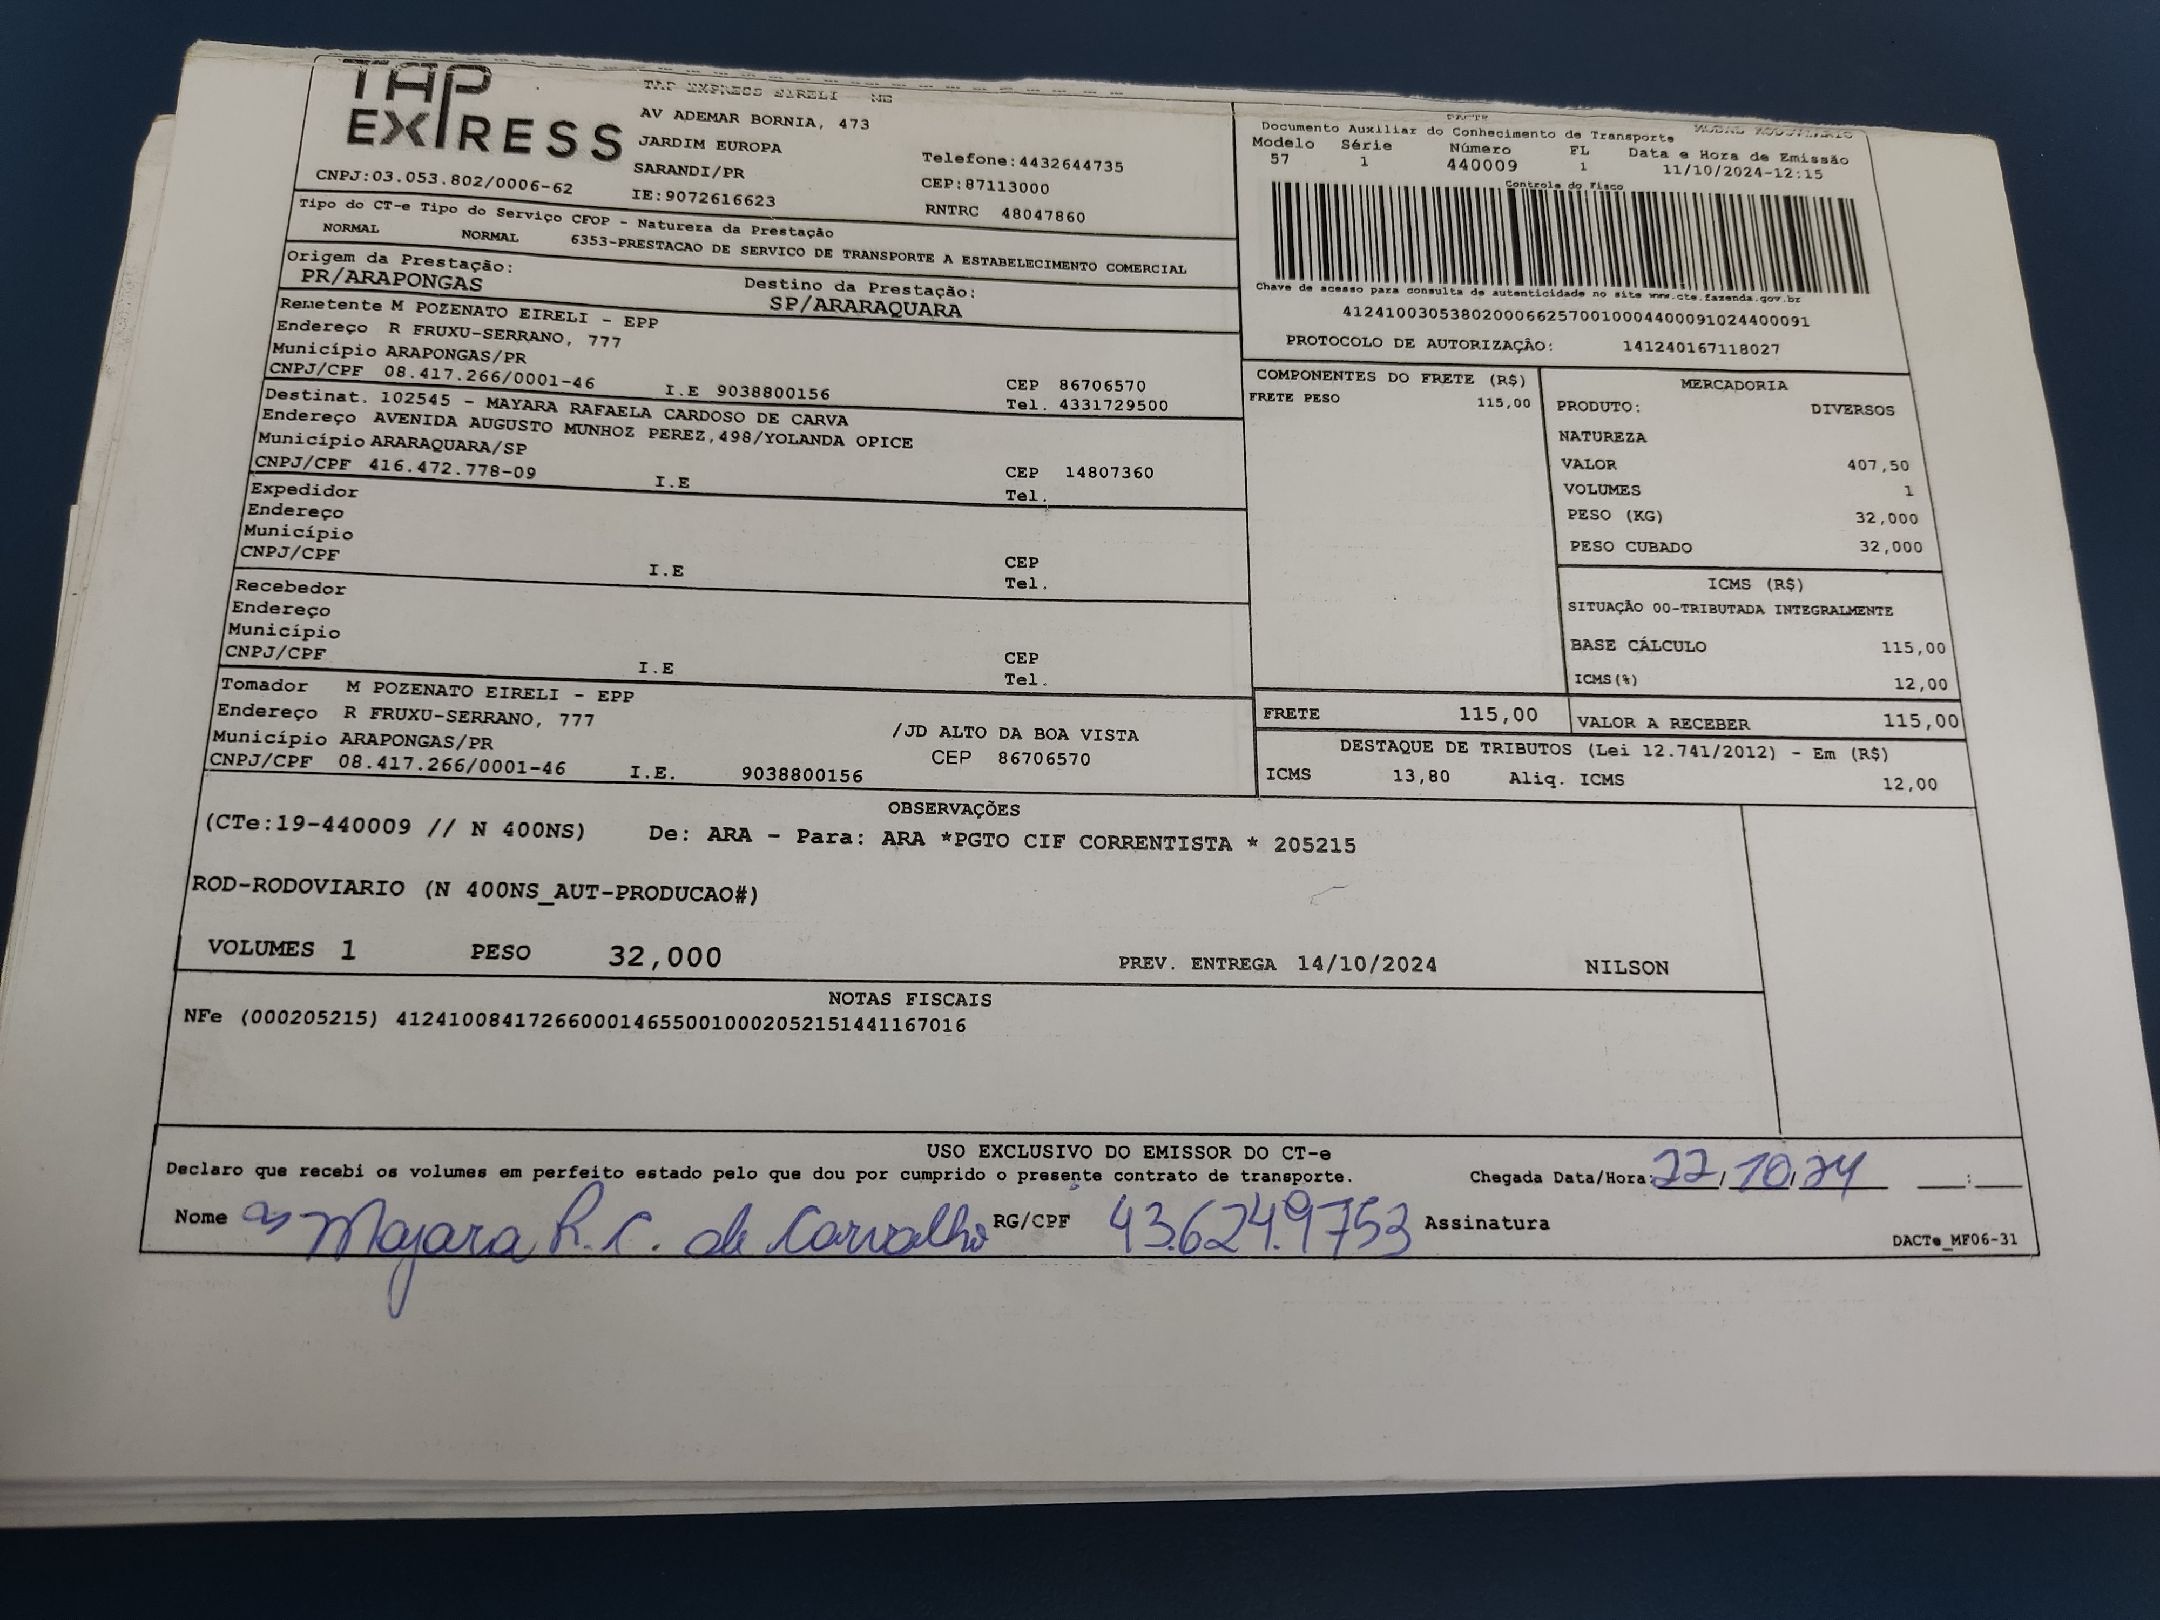 TAP EXPRESS
TAP EXPRESS EIRELI ME
AV ADEMAR BORNIA, 473
JARDIM EUROPA
SARANDI/PR
Telefone:4432644735
CEP:87113000
CNPJ:03.053.802/0006-62
IE:9072616623
RNTRC 48047860
DACTE
MODAL RODOVIARIO
Documento Auxiliar do Conhecimento de Transporte
Modelo Série Número FL Data e Hora de Emissão
57 1 440009 1 11/10/2024-12:15
Controle do Fisco
Chave de acesso para consulta de autenticidade no site www.cte.fazenda.gov.br
41241003053802000662570010004400091024400091
PROTOCOLO DE AUTORIZAÇÃO: 141240167118027
Tipo do CT-e Tipo do Serviço CFOP - Natureza da Prestação
NORMAL NORMAL 6353-PRESTACAO DE SERVICO DE TRANSPORTE A ESTABELECIMENTO COMERCIAL
Origem da Prestação: Destino da Prestação:
PR/ARAPONGAS SP/ARARAQUARA
Remetente M POZENATO EIRELI - EPP
Endereço R FRUXU-SERRANO, 777
Município ARAPONGAS/PR CEP 86706570
CNPJ/CPF 08.417.266/0001-46 I.E 9038800156 Tel. 4331729500
Destinat. 102545 - MAYARA RAFAELA CARDOSO DE CARVA
Endereço AVENIDA AUGUSTO MUNHOZ PEREZ,498/YOLANDA OPICE
Município ARARAQUARA/SP CEP 14807360
CNPJ/CPF 416.472.778-09 I.E Tel.
Expedidor
Endereço
Município CEP
CNPJ/CPF I.E Tel.
Recebedor
Endereço
Município CEP
CNPJ/CPF I.E Tel.
Tomador M POZENATO EIRELI - EPP
Endereço R FRUXU-SERRANO, 777 /JD ALTO DA BOA VISTA
Município ARAPONGAS/PR CEP 86706570
CNPJ/CPF 08.417.266/0001-46 I.E. 9038800156
COMPONENTES DO FRETE (R$)
FRETE PESO 115,00
MERCADORIA
PRODUTO: DIVERSOS
NATUREZA
VALOR 407,50
VOLUMES 1
PESO (KG) 32,000
PESO CUBADO 32,000
ICMS (R$)
SITUAÇÃO 00-TRIBUTADA INTEGRALMENTE
BASE CÁLCULO 115,00
ICMS(%) 12,00
FRETE 115,00 VALOR A RECEBER 115,00
DESTAQUE DE TRIBUTOS (Lei 12.741/2012) - Em (R$)
ICMS 13,80 Aliq. ICMS 12,00
OBSERVAÇÕES
(CTe:19-440009 // N 400NS) De: ARA - Para: ARA *PGTO CIF CORRENTISTA * 205215
ROD-RODOVIARIO (N 400NS_AUT-PRODUCAO#)
VOLUMES 1 PESO 32,000 PREV. ENTREGA 14/10/2024 NILSON
NOTAS FISCAIS
NFe (000205215) 41241008417266000146550010002052151441167016
USO EXCLUSIVO DO EMISSOR DO CT-e
Declaro que recebi os volumes em perfeito estado pelo que dou por cumprido o presente contrato de transporte. Chegada Data/Hora: 22/10/24 __:__
Nome Mayara R. C. de Carvalho RG/CPF 43.624.9753 Assinatura
DACTe_MF06-31